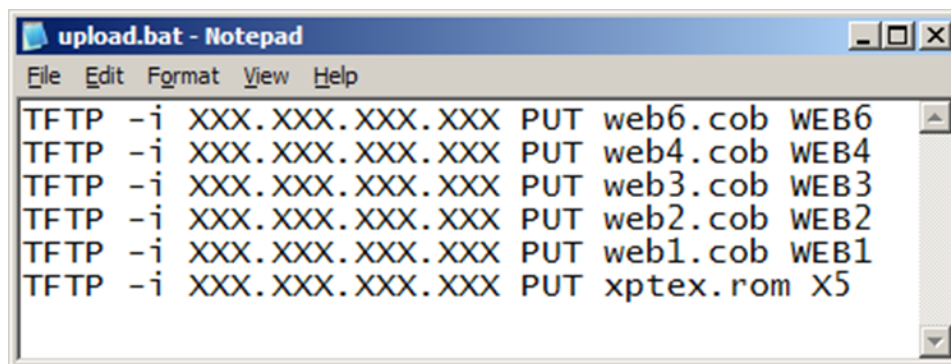 upload.bat - Notepad
File Edit Format View Help
TFTP -i XXX.XXX.XXX.XXX PUT web6.cob WEB6
TFTP -i XXX.XXX.XXX.XXX PUT web4.cob WEB4
TFTP -i XXX.XXX.XXX.XXX PUT web3.cob WEB3
TFTP -i XXX.XXX.XXX.XXX PUT web2.cob WEB2
TFTP -i XXX.XXX.XXX.XXX PUT web1.cob WEB1
TFTP -i XXX.XXX.XXX.XXX PUT xptex.rom X5